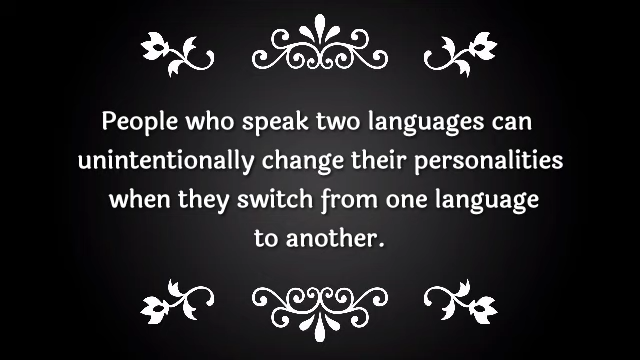 People who speak two languages can
unintentionally change their personalities
when they switch from one language
to another.